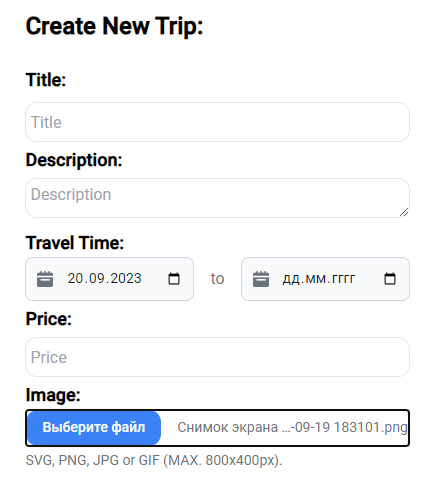 Create New Trip:
Title:
Title
Description:
Description
Travel Time:
20.09.2023 to дд.мм.гггг
Price:
Price
Image:
Выберите файл Снимок экрана ...-09-19 183101.png
SVG, PNG, JPG or GIF (MAX. 800x400px).